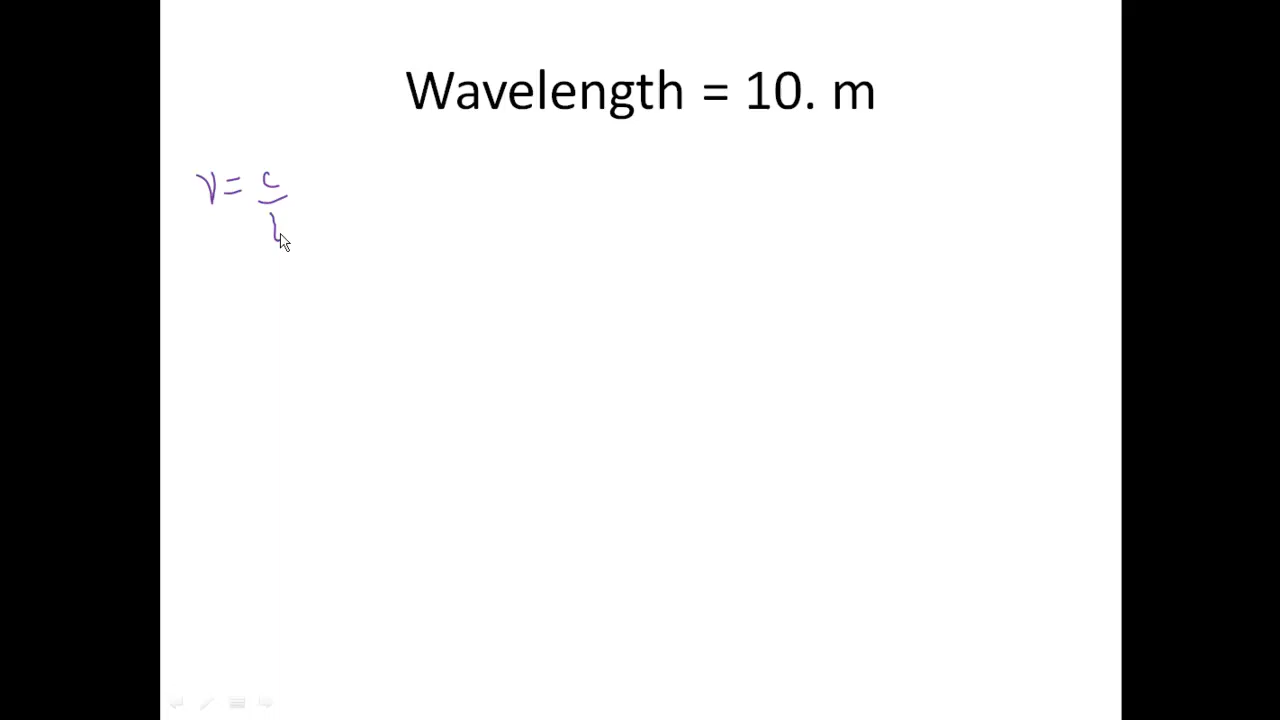 Wavelength = 10. m
ν = c